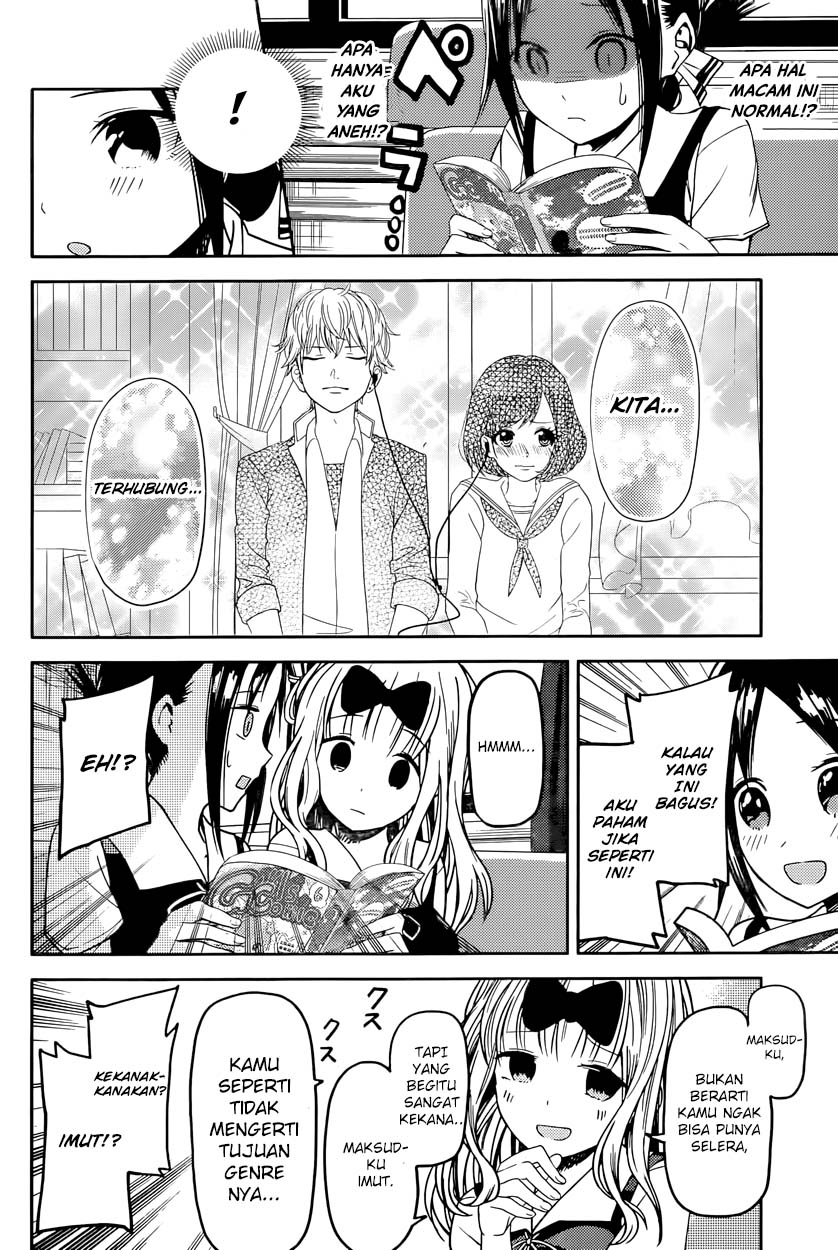 APA HAL
MACAM INI
NORMAL!?
ペラ
APA
HANYA
AKU
YANG
ANEH!?
!
KITA...
TERHUBUNG...
KALAU
YANG
INI
BAGUS!
AKU
PAHAM
JIKA
SEPERTI
INI!
HMMM...
EH!?
MAKSUD-
KU,
BUKAN
BERARTI
KAMU NGAK
BISA PUNYA
SELERA,
TAPI
YANG
BEGITU
SANGAT
KEKANA..
MAKSUD-
KU
IMUT.
クス
クス
KAMU
SEPERTI
TIDAK
MENGERTI
TUJUAN
GENRE
NYA...
KEKANAK-
KANAKAN?
IMUT!?